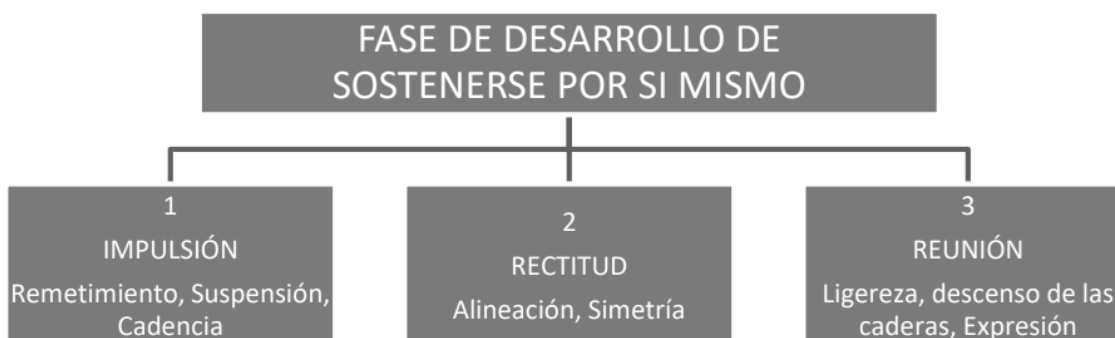 FASE DE DESARROLLO DE
SOSTENERSE POR SI MISMO
1
IMPULSIÓN
Remetimiento, Suspensión,
Cadencia
2
RECTITUD
Alineación, Simetría
3
REUNIÓN
Ligereza, descenso de las
caderas, Expresión